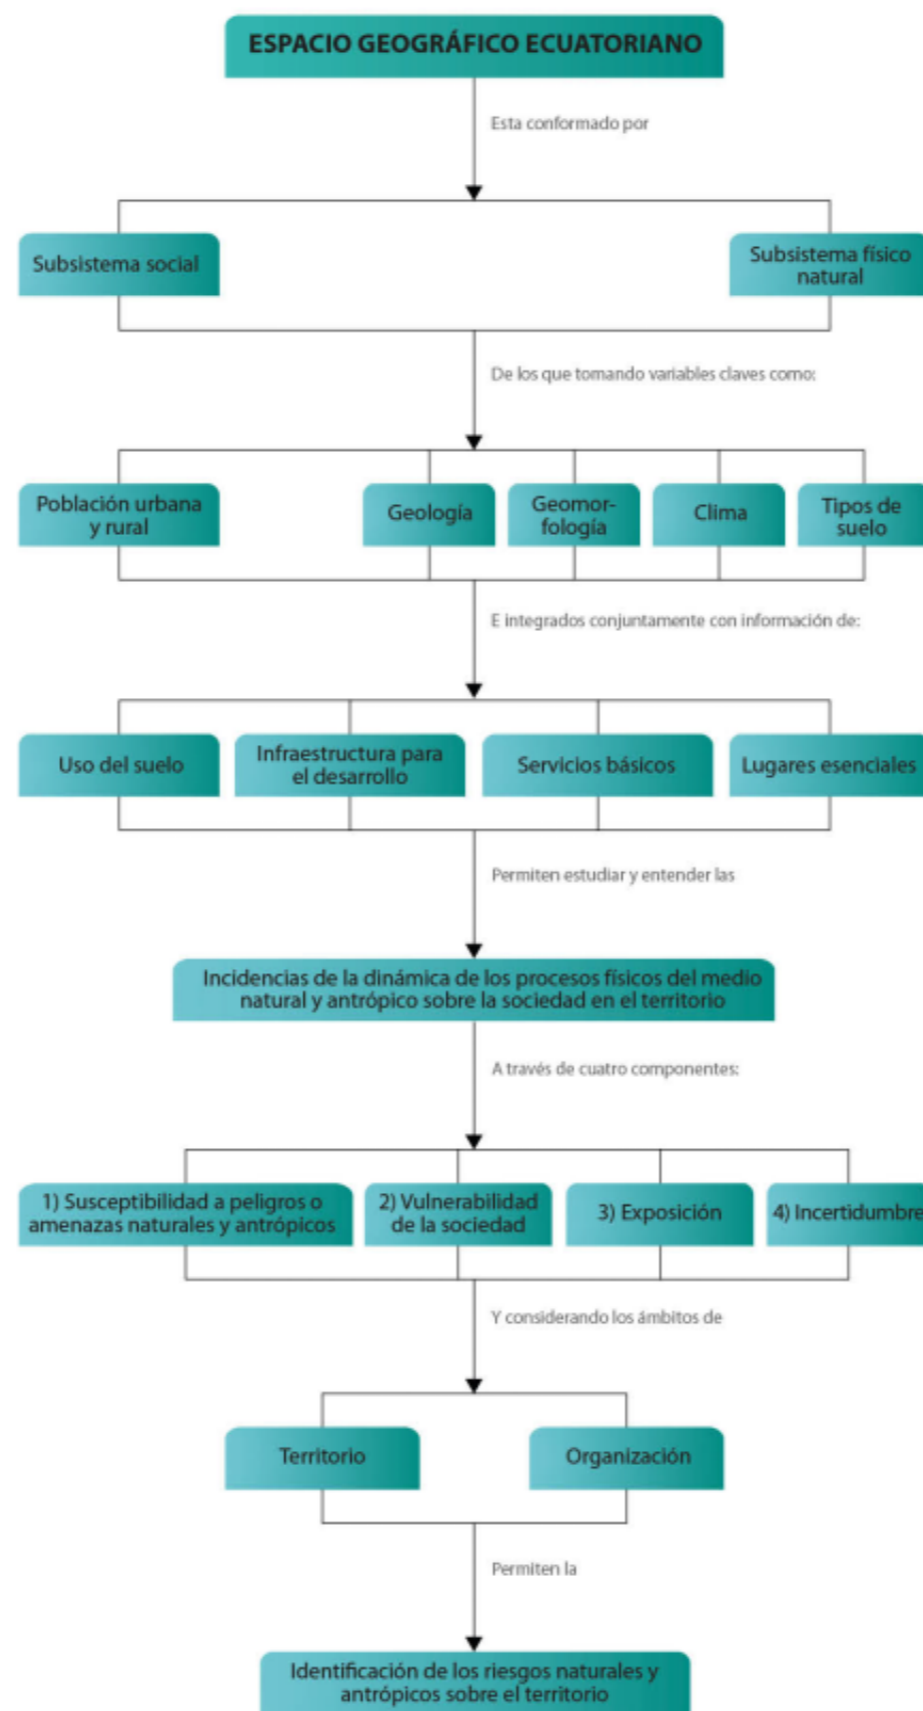 ESPACIO GEOGRÁFICO ECUATORIANO
Esta conformado por
Subsistema social
Subsistema físico
natural
De los que tomando variables claves como:
Población urbana
y rural
Geología
Geomor-
fología
Clima
Tipos de
suelo
E integrados conjuntamente con información de:
Uso del suelo
Infraestructura para
el desarrollo
Servicios básicos
Lugares esenciales
Permiten estudiar y entender las
Incidencias de la dinámica de los procesos físicos del medio
natural y antrópico sobre la sociedad en el territorio
A través de cuatro componentes:
1) Susceptibilidad a peligros o
amenazas naturales y antrópicos
2) Vulnerabilidad
de la sociedad
3) Exposición
4) Incertidumbre
Y considerando los ámbitos de
Territorio
Organización
Permiten la
Identificación de los riesgos naturales y
antrópicos sobre el territorio